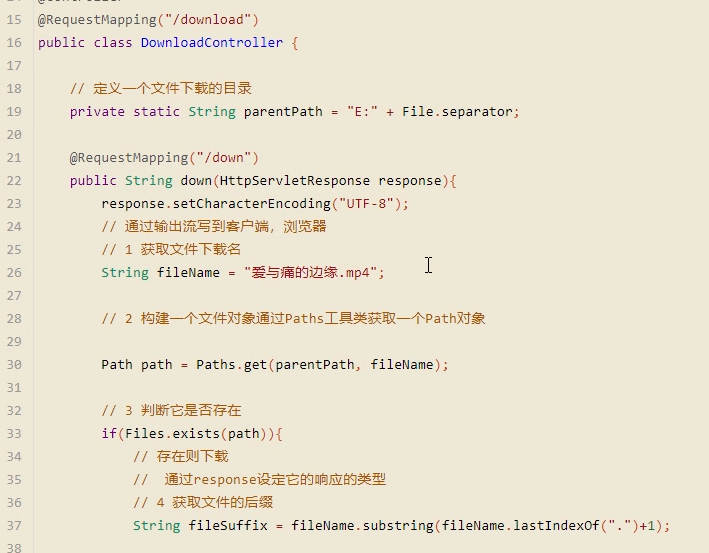 15 @RequestMapping("/download")
16 public class DownloadController {
17
18 // 定义一个文件下载的目录
19 private static String parentPath = "E:" + File.separator;
20
21 @RequestMapping("/down")
22 public String down(HttpServletResponse response){
23 response.setCharacterEncoding("UTF-8");
24 // 通过输出流写到客户端，浏览器
25 // 1 获取文件下载名
26 String fileName = "爱与痛的边缘.mp4";
27
28 // 2 构建一个文件对象通过Paths工具类获取一个Path对象
29
30 Path path = Paths.get(parentPath, fileName);
31
32 // 3 判断它是否存在
33 if(Files.exists(path)){
34 // 存在则下载
35 //  通过response设定它的响应的类型
36 // 4 获取文件的后缀
37 String fileSuffix = fileName.substring(fileName.lastIndexOf(".")+1);
38